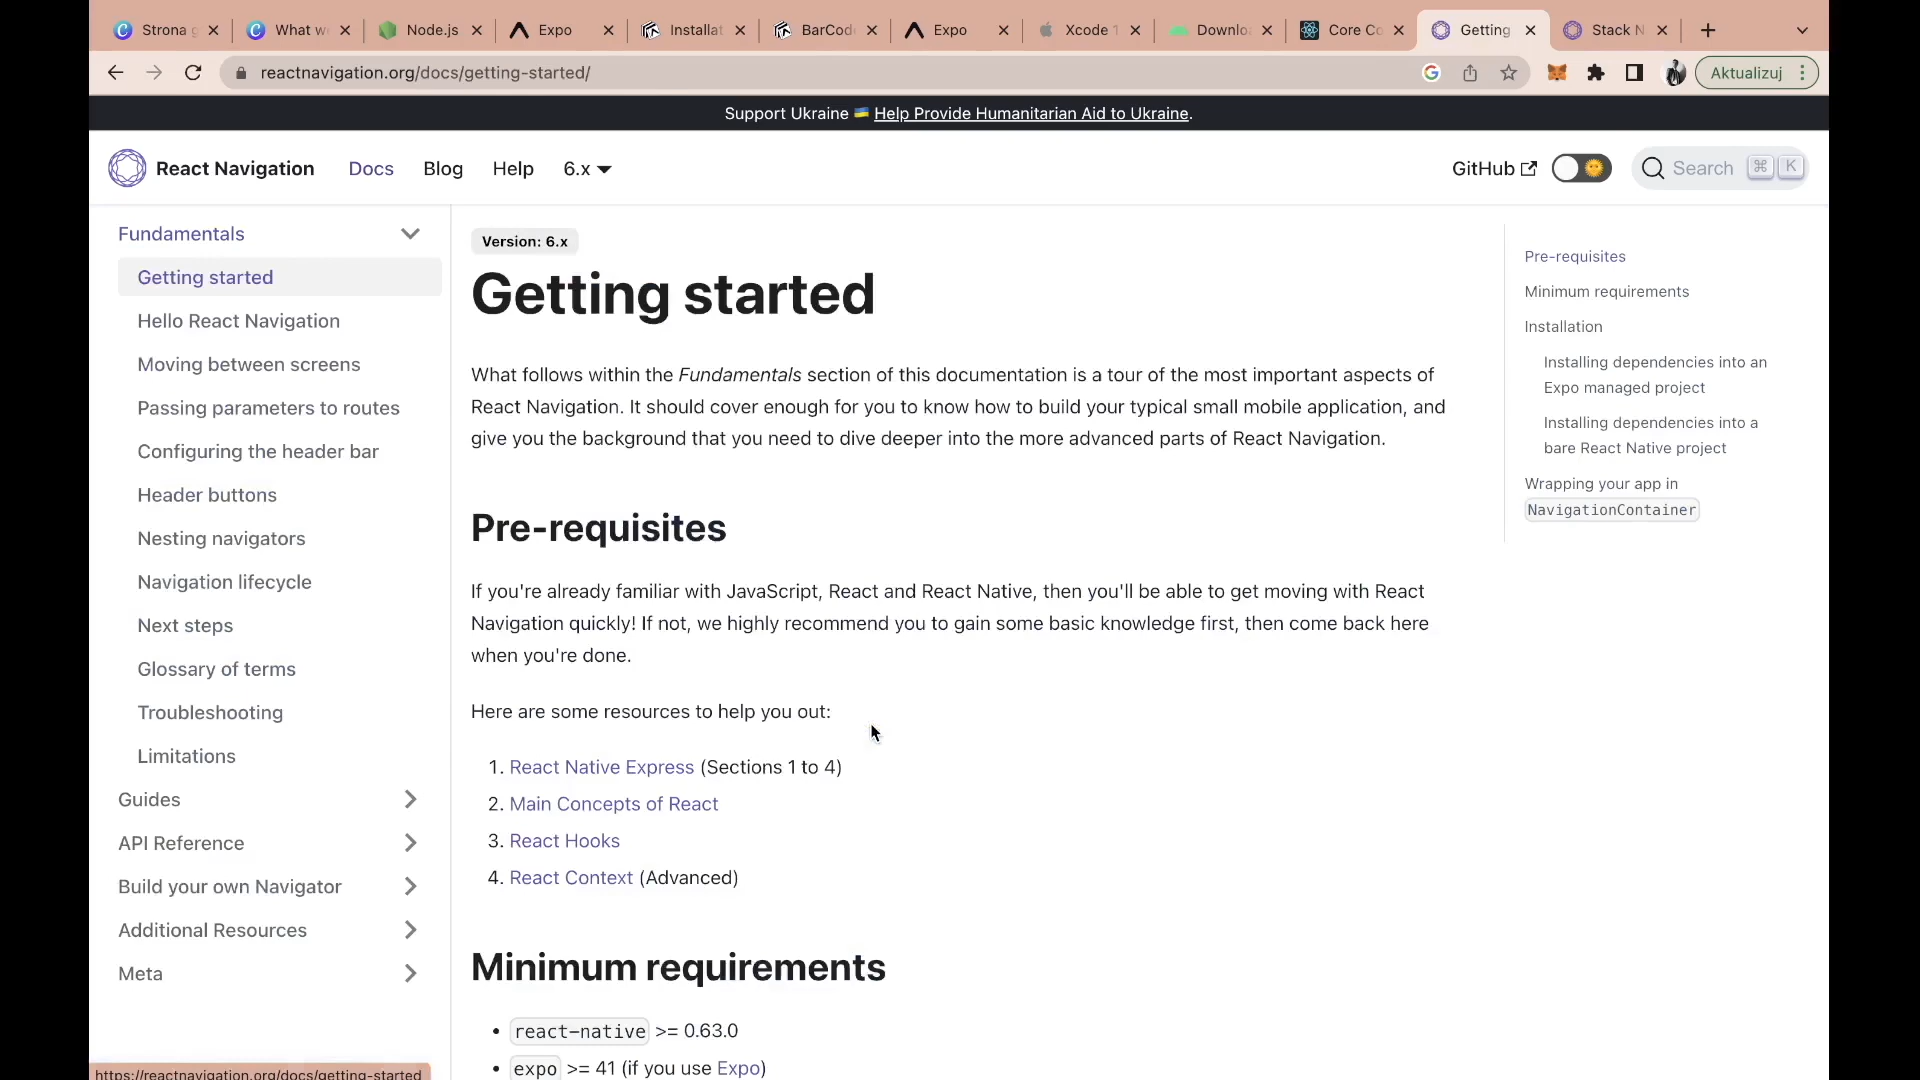 Strona g
What w
Node.js
Expo
Installat
BarCod
Expo
Xcode 1
Downlo
Core Co
Getting
Stack N
reactnavigation.org/docs/getting-started/
Aktualizuj
Support Ukraine 🇺🇦 Help Provide Humanitarian Aid to Ukraine.
React Navigation
Docs
Blog
Help
6.x
GitHub
Search
⌘
K
Fundamentals
Getting started
Hello React Navigation
Moving between screens
Passing parameters to routes
Configuring the header bar
Header buttons
Nesting navigators
Navigation lifecycle
Next steps
Glossary of terms
Troubleshooting
Limitations
Guides
API Reference
Build your own Navigator
Additional Resources
Meta
Version: 6.x
Getting started
What follows within the Fundamentals section of this documentation is a tour of the most important aspects of
React Navigation. It should cover enough for you to know how to build your typical small mobile application, and
give you the background that you need to dive deeper into the more advanced parts of React Navigation.
Pre-requisites
If you're already familiar with JavaScript, React and React Native, then you'll be able to get moving with React
Navigation quickly! If not, we highly recommend you to gain some basic knowledge first, then come back here
when you're done.
Here are some resources to help you out:
1. React Native Express (Sections 1 to 4)
2. Main Concepts of React
3. React Hooks
4. React Context (Advanced)
Minimum requirements
• react-native >= 0.63.0
• expo >= 41 (if you use Expo)
Pre-requisites
Minimum requirements
Installation
Installing dependencies into an
Expo managed project
Installing dependencies into a
bare React Native project
Wrapping your app in
NavigationContainer
https://reactnavigation.org/docs/getting-started